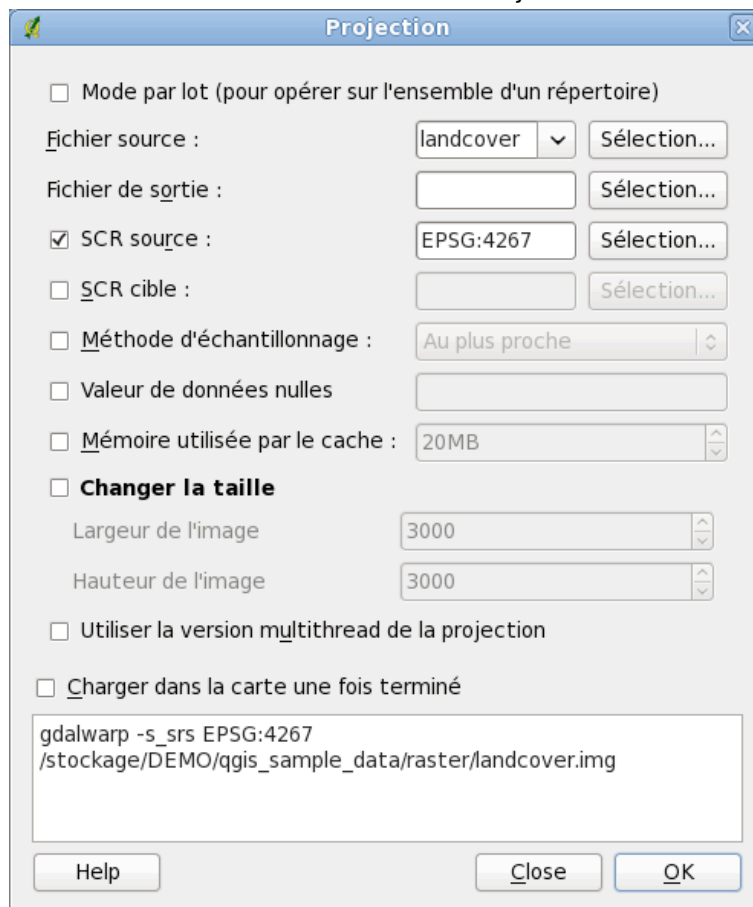 Projection
Mode par lot (pour opérer sur l'ensemble d'un répertoire)
Fichier source : landcover Sélection...
Fichier de sortie : Sélection...
SCR source : EPSG:4267 Sélection...
SCR cible : Sélection...
Méthode d'échantillonnage : Au plus proche
Valeur de données nulles
Mémoire utilisée par le cache : 20MB
Changer la taille
Largeur de l'image 3000
Hauteur de l'image 3000
Utiliser la version multithread de la projection
Charger dans la carte une fois terminé
gdalwarp -s_srs EPSG:4267
/stockage/DEMO/qgis_sample_data/raster/landcover.img
Help Close OK